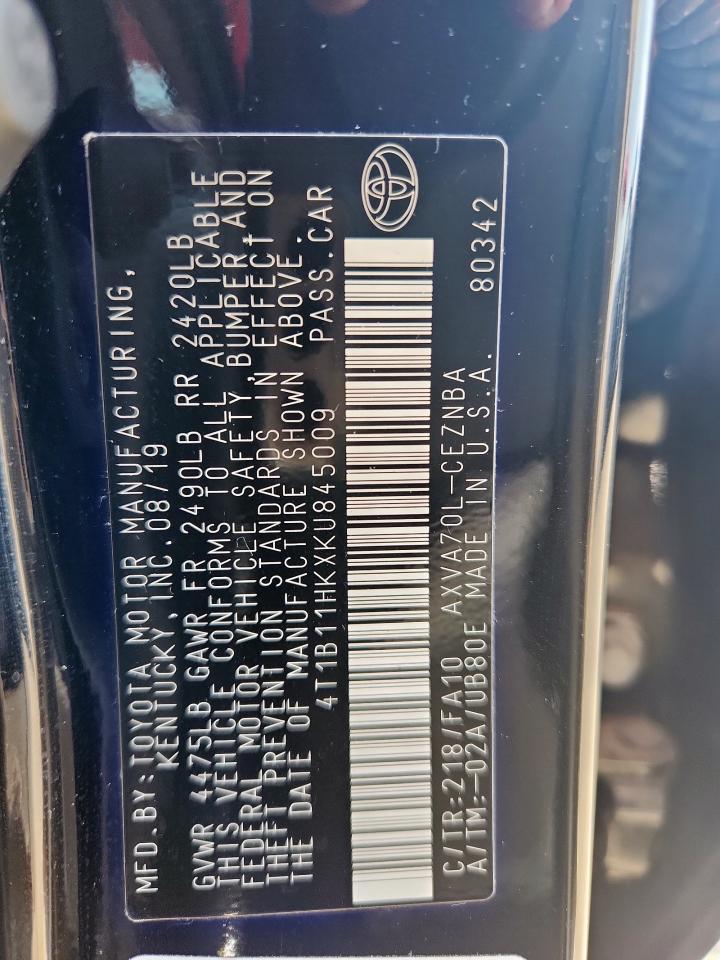 MFD.BY:TOYOTA MOTOR MANUFACTURING,
KENTUCKY, INC. 08/19
GVWR 4475LB GAWR FR 2490LB RR 2420LB
THIS VEHICLE CONFORMS TO ALL APPLICABLE
FEDERAL MOTOR VEHICLE SAFETY, BUMPER AND
THEFT PREVENTION STANDARDS IN EFFECT ON
THE DATE OF MANUFACTURE SHOWN ABOVE.
4T1B11HKXKU845009 PASS.CAR
C/TR:218/FA10 AXVA70L-CEZNBA
A/TM:-02A/UB80E MADE IN U.S.A. 80342